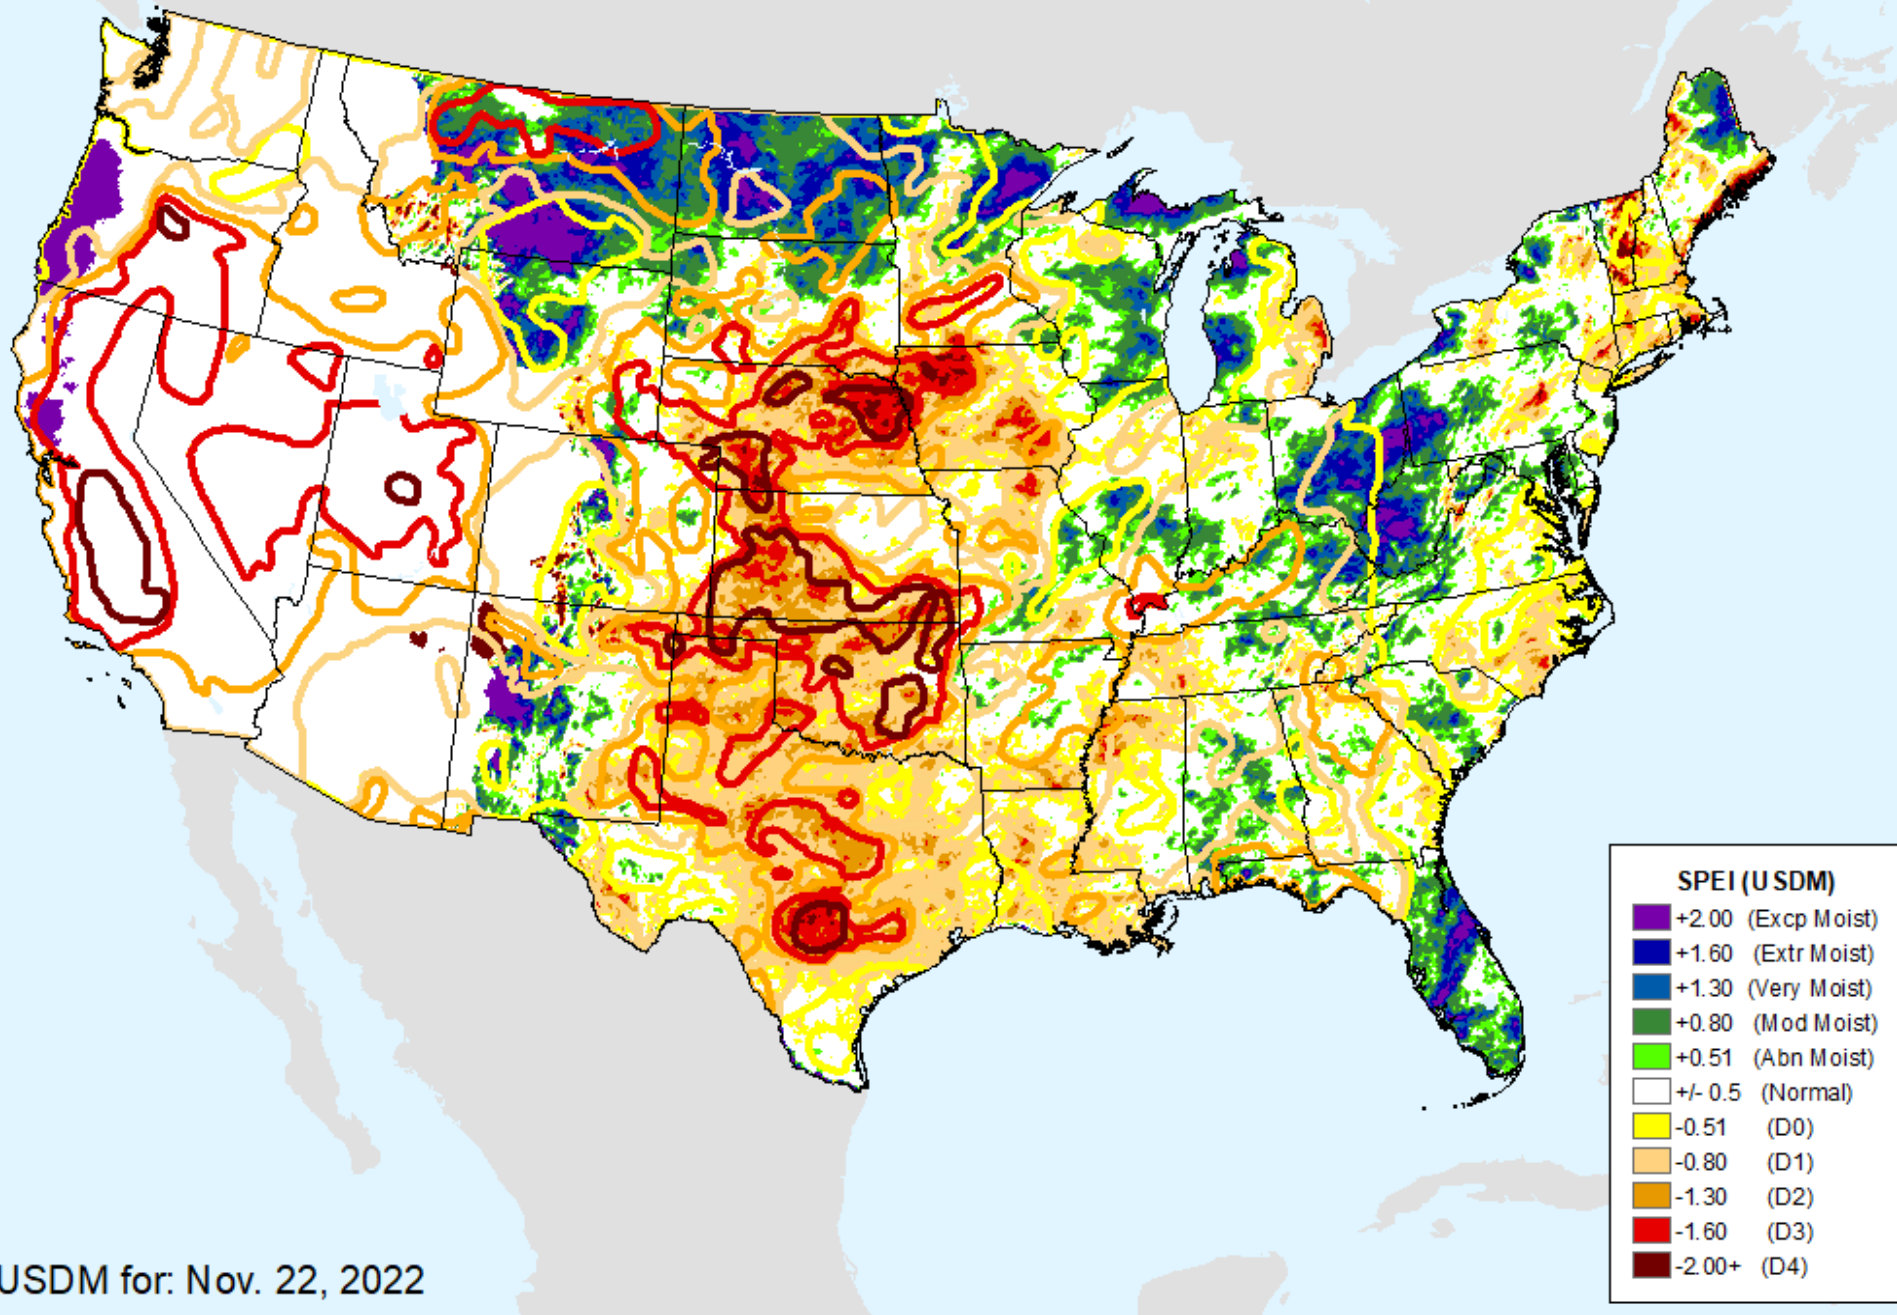 SPEI (USDM)
+2.00 (Excp Moist)
+1.60 (Extr Moist)
+1.30 (Very Moist)
+0.80 (Mod Moist)
+0.51 (Abn Moist)
+/- 0.5 (Normal)
-0.51 (D0)
-0.80 (D1)
-1.30 (D2)
-1.60 (D3)
-2.00+ (D4)
USDM for: Nov. 22, 2022